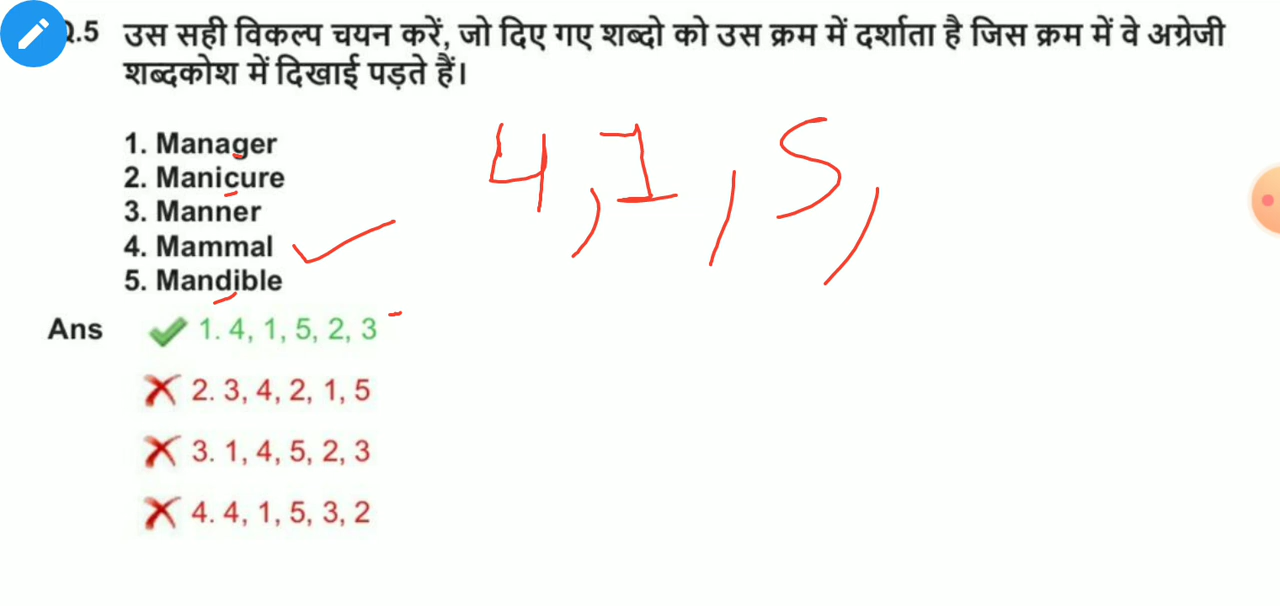 Q.5 उस सही विकल्प चयन करें, जो दिए गए शब्दो को उस क्रम में दर्शाता है जिस क्रम में वे अग्रेजी
शब्दकोश में दिखाई पड़ते हैं।
1. Manager
2. Manicure
3. Manner
4. Mammal
5. Mandible
4, 1, 5,
Ans 1. 4, 1, 5, 2, 3
2. 3, 4, 2, 1, 5
3. 1, 4, 5, 2, 3
4. 4, 1, 5, 3, 2